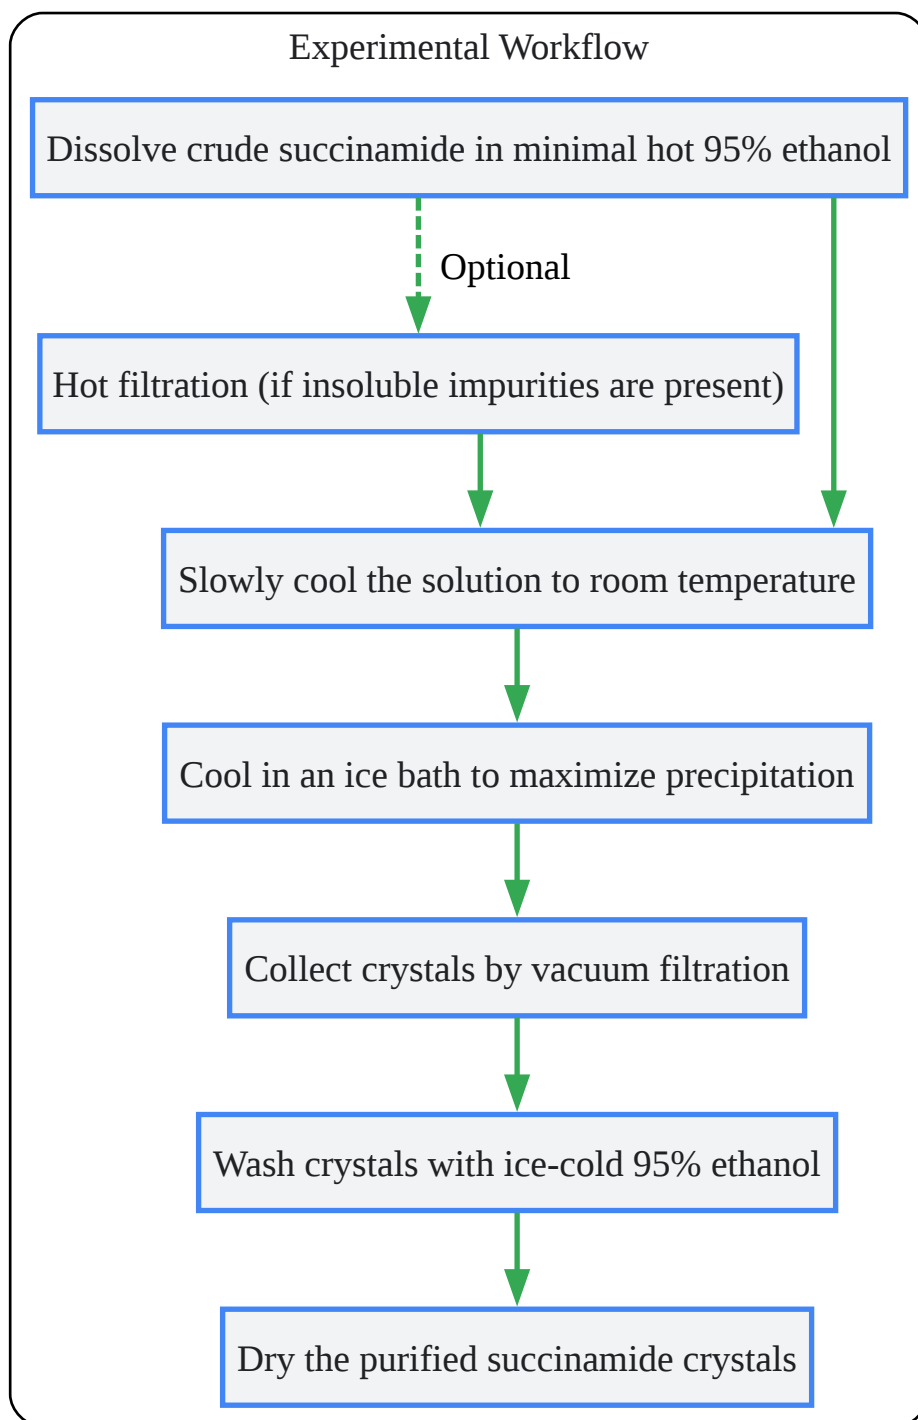 Experimental Workflow
Dissolve crude succinamide in minimal hot 95% ethanol
Optional
Hot filtration (if insoluble impurities are present)
Slowly cool the solution to room temperature
Cool in an ice bath to maximize precipitation
Collect crystals by vacuum filtration
Wash crystals with ice-cold 95% ethanol
Dry the purified succinamide crystals